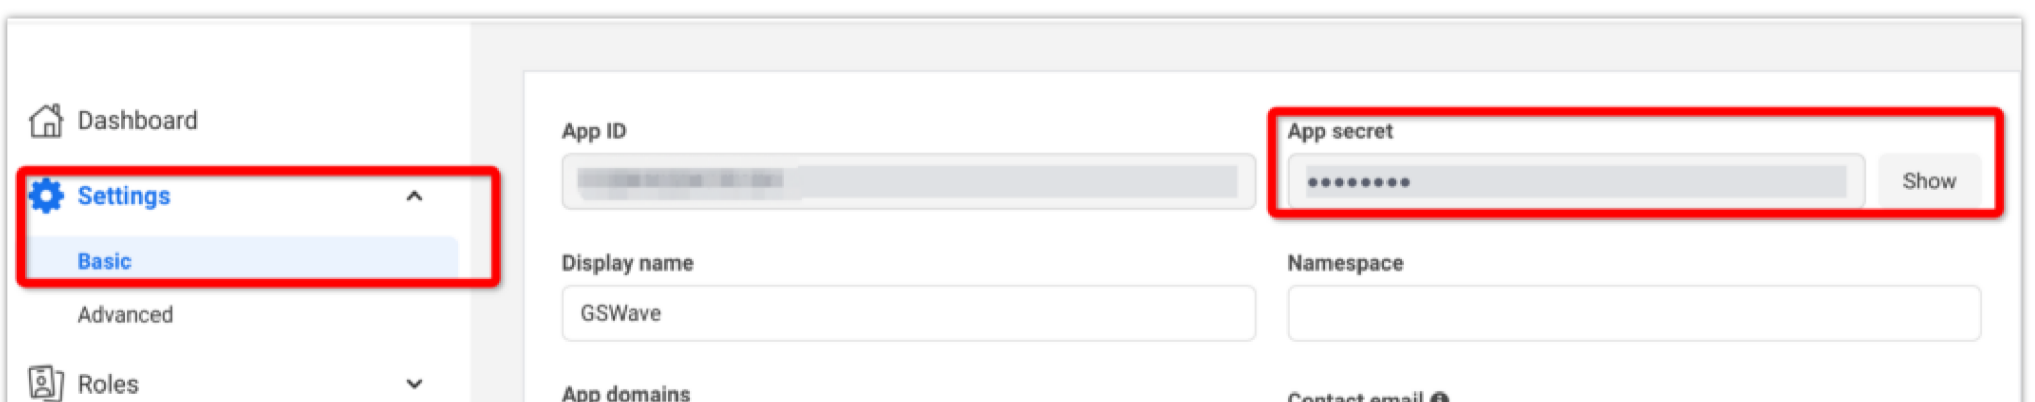 Dashboard
Settings
Basic
Advanced
Roles
App ID
App secret
••••••••
Show
Display name
GSWave
Namespace
App domains
Contact email